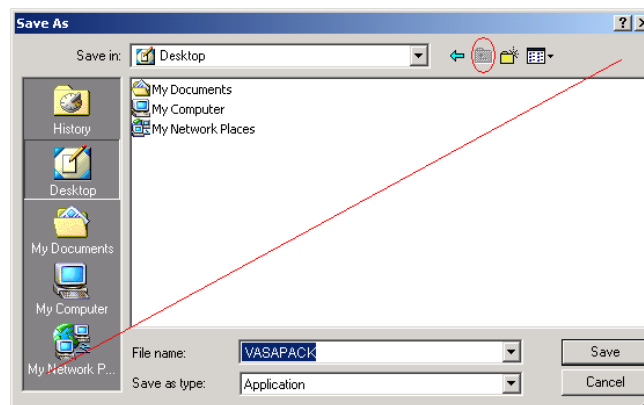 Save As
Save in:
Desktop
History
Desktop
My Documents
My Computer
My Network P...
My Documents
My Computer
My Network Places
File name:
VASAPACK
Save
Save as type:
Application
Cancel